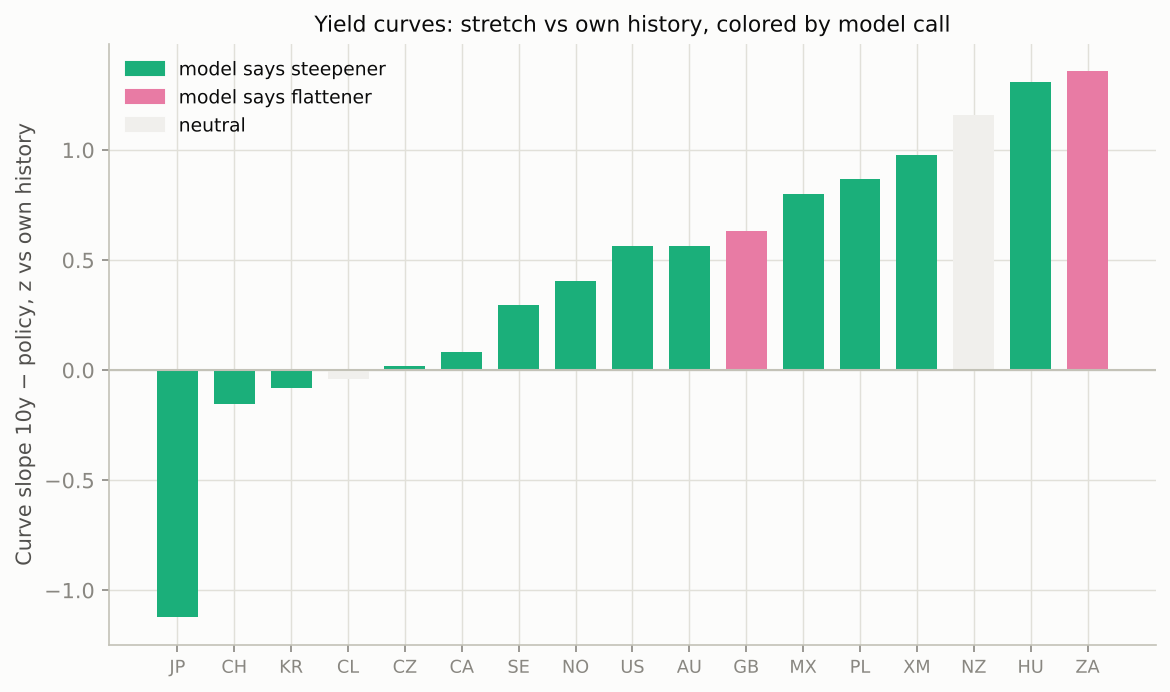 Yield curves: stretch vs own history, colored by model call
model says steepener
model says flattener
neutral
Curve slope 10y − policy, z vs own history
1.0
0.5
0.0
−0.5
−1.0
JP CH KR CL CZ CA SE NO US AU GB MX PL XM NZ HU ZA